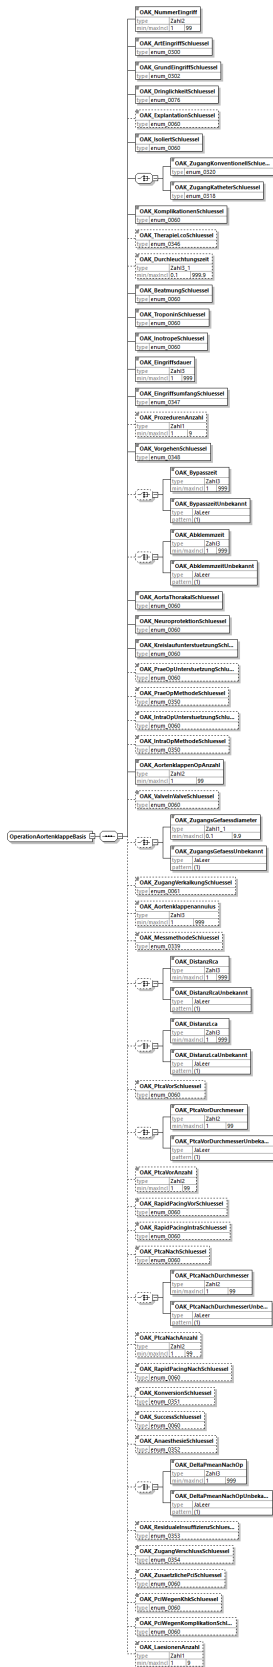 OAK_NummerEingriff
type Zahl2
min/maxIncl 1 99
OAK_ArtEingriffSchluessel
type enum_0300
OAK_GrundEingriffSchluessel
type enum_0302
OAK_DringlichkeitSchluessel
type enum_0076
OAK_ExplantationSchluessel
type enum_0060
OAK_IsoliertSchluessel
type enum_0060
OAK_ZugangKonventionellSchlue...
type enum_0320
OAK_ZugangKatheterSchluessel
type enum_0318
OAK_KomplikationenSchluessel
type enum_0060
OAK_TherapieLcoSchluessel
type enum_0346
OAK_Durchleuchtungszeit
type Zahl3_1
min/maxIncl 0.1 999.9
OAK_BeatmungSchluessel
type enum_0060
OAK_TroponinSchluessel
type enum_0060
OAK_InotropeSchluessel
type enum_0060
OAK_Eingriffsdauer
type Zahl3
min/maxIncl 1 999
OAK_EingriffsumfangSchluessel
type enum_0347
OAK_ProzedurenAnzahl
type Zahl1
min/maxIncl 1 9
OAK_VorgehenSchluessel
type enum_0348
OAK_Bypasszeit
type Zahl3
min/maxIncl 1 999
OAK_BypasszeitUnbekannt
type JaLeer
pattern (1)
OAK_Abklemmzeit
type Zahl3
min/maxIncl 1 999
OAK_AbklemmzeitUnbekannt
type JaLeer
pattern (1)
OAK_AortaThorakalSchluessel
type enum_0060
OAK_NeuroprotektionSchluessel
type enum_0060
OAK_KreislaufunterstuetzungSchl...
type enum_0060
OAK_PraeOpUnterstuetzungSchlu...
type enum_0060
OAK_PraeOpMethodeSchluessel
type enum_0350
OAK_IntraOpUnterstuetzungSchlu...
type enum_0060
OAK_IntraOpMethodeSchluessel
type enum_0350
OAK_AortenklappenOpAnzahl
type Zahl2
min/maxIncl 1 99
OAK_ValveInValveSchluessel
type enum_0060
OAK_ZugangsGefaessdiameter
type Zahl1_1
min/maxIncl 0.1 9.9
OAK_ZugangsGefaessUnbekannt
type JaLeer
pattern (1)
OperationAortenklappeBasis
OAK_ZugangVerkalkungSchluessel
type enum_0061
OAK_Aortenklappenannulus
type Zahl3
min/maxIncl 1 999
OAK_MessmethodeSchluessel
type enum_0339
OAK_DistanzRca
type Zahl3
min/maxIncl 1 999
OAK_DistanzRcaUnbekannt
type JaLeer
pattern (1)
OAK_DistanzLca
type Zahl3
min/maxIncl 1 999
OAK_DistanzLcaUnbekannt
type JaLeer
pattern (1)
OAK_PtcaVorSchluessel
type enum_0060
OAK_PtcaVorDurchmesser
type Zahl2
min/maxIncl 1 99
OAK_PtcaVorDurchmesserUnbeka...
type JaLeer
pattern (1)
OAK_PtcaVorAnzahl
type Zahl2
min/maxIncl 1 99
OAK_RapidPacingVorSchluessel
type enum_0060
OAK_RapidPacingIntraSchluessel
type enum_0060
OAK_PtcaNachSchluessel
type enum_0060
OAK_PtcaNachDurchmesser
type Zahl2
min/maxIncl 1 99
OAK_PtcaNachDurchmesserUnbe...
type JaLeer
pattern (1)
OAK_PtcaNachAnzahl
type Zahl2
min/maxIncl 1 99
OAK_RapidPacingNachSchluessel
type enum_0060
OAK_KonversionSchluessel
type enum_0351
OAK_SuccessSchluessel
type enum_0060
OAK_AnaesthesieSchluessel
type enum_0352
OAK_DeltaPmeanNachOp
type Zahl3
min/maxIncl 1 999
OAK_DeltaPmeanNachOpUnbeka...
type JaLeer
pattern (1)
OAK_ResidualeInsuffizienzSchlues...
type enum_0353
OAK_ZugangVerschlussSchluessel
type enum_0354
OAK_ZusaetzlichePciSchluessel
type enum_0060
OAK_PciWegenKhkSchluessel
type enum_0060
OAK_PciWegenKomplikationSchl...
type enum_0060
OAK_LaesionenAnzahl
type Zahl1
min/maxIncl 1 9